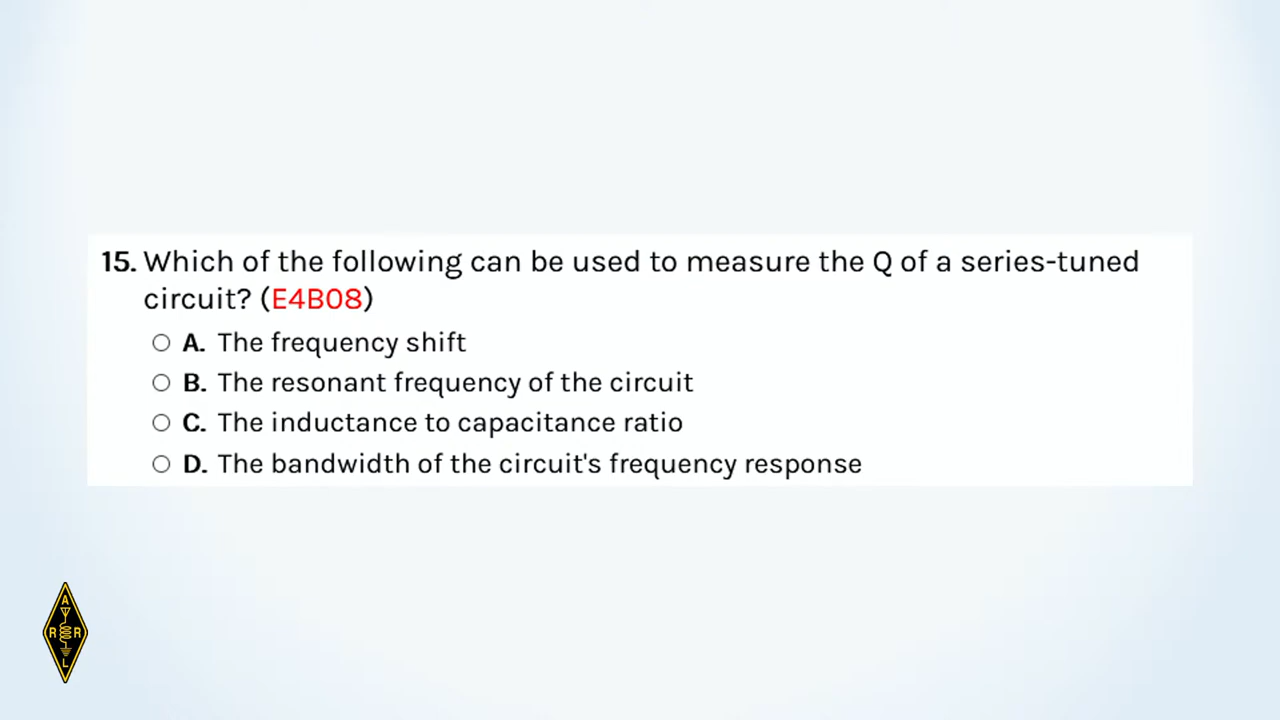 15. Which of the following can be used to measure the Q of a series-tuned
circuit? (E4B08)
A. The frequency shift
B. The resonant frequency of the circuit
C. The inductance to capacitance ratio
D. The bandwidth of the circuit's frequency response
A
R R
L